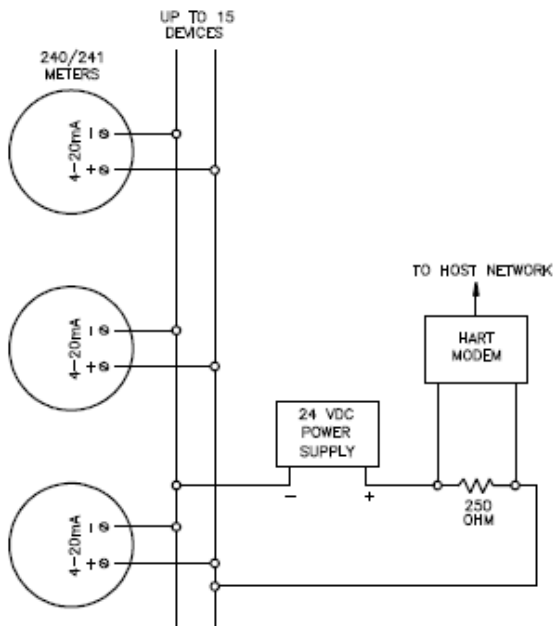 UP TO 15
DEVICES
240/241
METERS
4-20mA
-
+
4-20mA
-
+
4-20mA
-
+
TO HOST NETWORK
HART
MODEM
24 VDC
POWER
SUPPLY
-
+
250
OHM